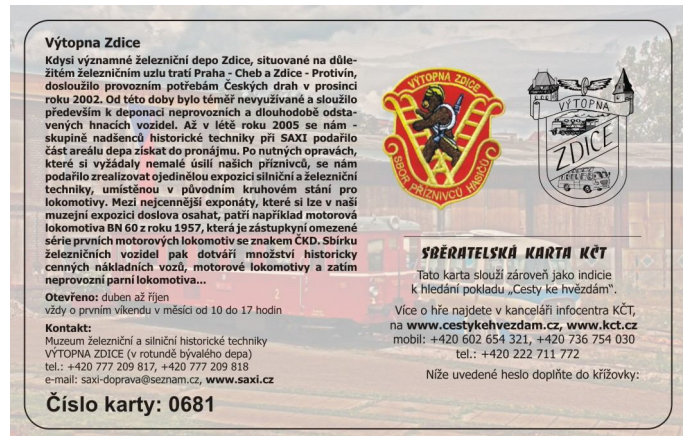 Výtopna Zdice
Kdysi významné železniční depo Zdice, situované na důle-
žitém železničním uzlu tratí Praha - Cheb a Zdice - Protivín,
dosloužilo provozním potřebám Českých drah v prosinci
roku 2002. Od této doby bylo téměř nevyužívané a sloužilo
především k deponaci neprovozních a dlouhodobě odsta-
vených hnacích vozidel. Až v létě roku 2005 se nám -
skupině nadšenců historické techniky při SAXI podařilo
část areálu depa získat do pronájmu. Po nutných opravách,
které si vyžádaly nemalé úsilí našich příznivců, se nám
podařilo zrealizovat ojedinělou expozici silniční a železniční
techniky, umístěnou v původním kruhovém stání pro
lokomotivy. Mezi nejcennější exponáty, které si lze v naší
muzejní expozici doslova osahat, patří například motorová
lokomotiva BN 60 z roku 1957, která je zástupkyní omezené
série prvních motorových lokomotiv se znakem ČKD. Sbírku
železničních vozidel pak dotváří množství historicky
cenných nákladních vozů, motorové lokomotivy a zatím
neprovozní parní lokomotiva...
Otevřeno: duben až říjen
vždy o prvním víkendu v měsíci od 10 do 17 hodin
Kontakt:
Muzeum železniční a silniční historické techniky
VÝTOPNA ZDICE (v rotundě bývalého depa)
tel.: +420 777 209 817, +420 777 209 818
e-mail: saxi-doprava@seznam.cz, www.saxi.cz
Číslo karty: 0681
VÝTOPNA ZDICE
SBOR PŘÍZNIVCŮ HASIČŮ
VÝTOPNA
ZDICE
SBĚRATELSKÁ KARTA KČT
Tato karta slouží zároveň jako indicie
k hledání pokladu „Cesty ke hvězdám“.
Více o hře najdete v kanceláři infocentra KČT,
na www.cestykehvezdam.cz, www.kct.cz
mobil: +420 602 654 321, +420 736 754 030
tel.: +420 222 711 772
Níže uvedené heslo doplňte do křížovky: